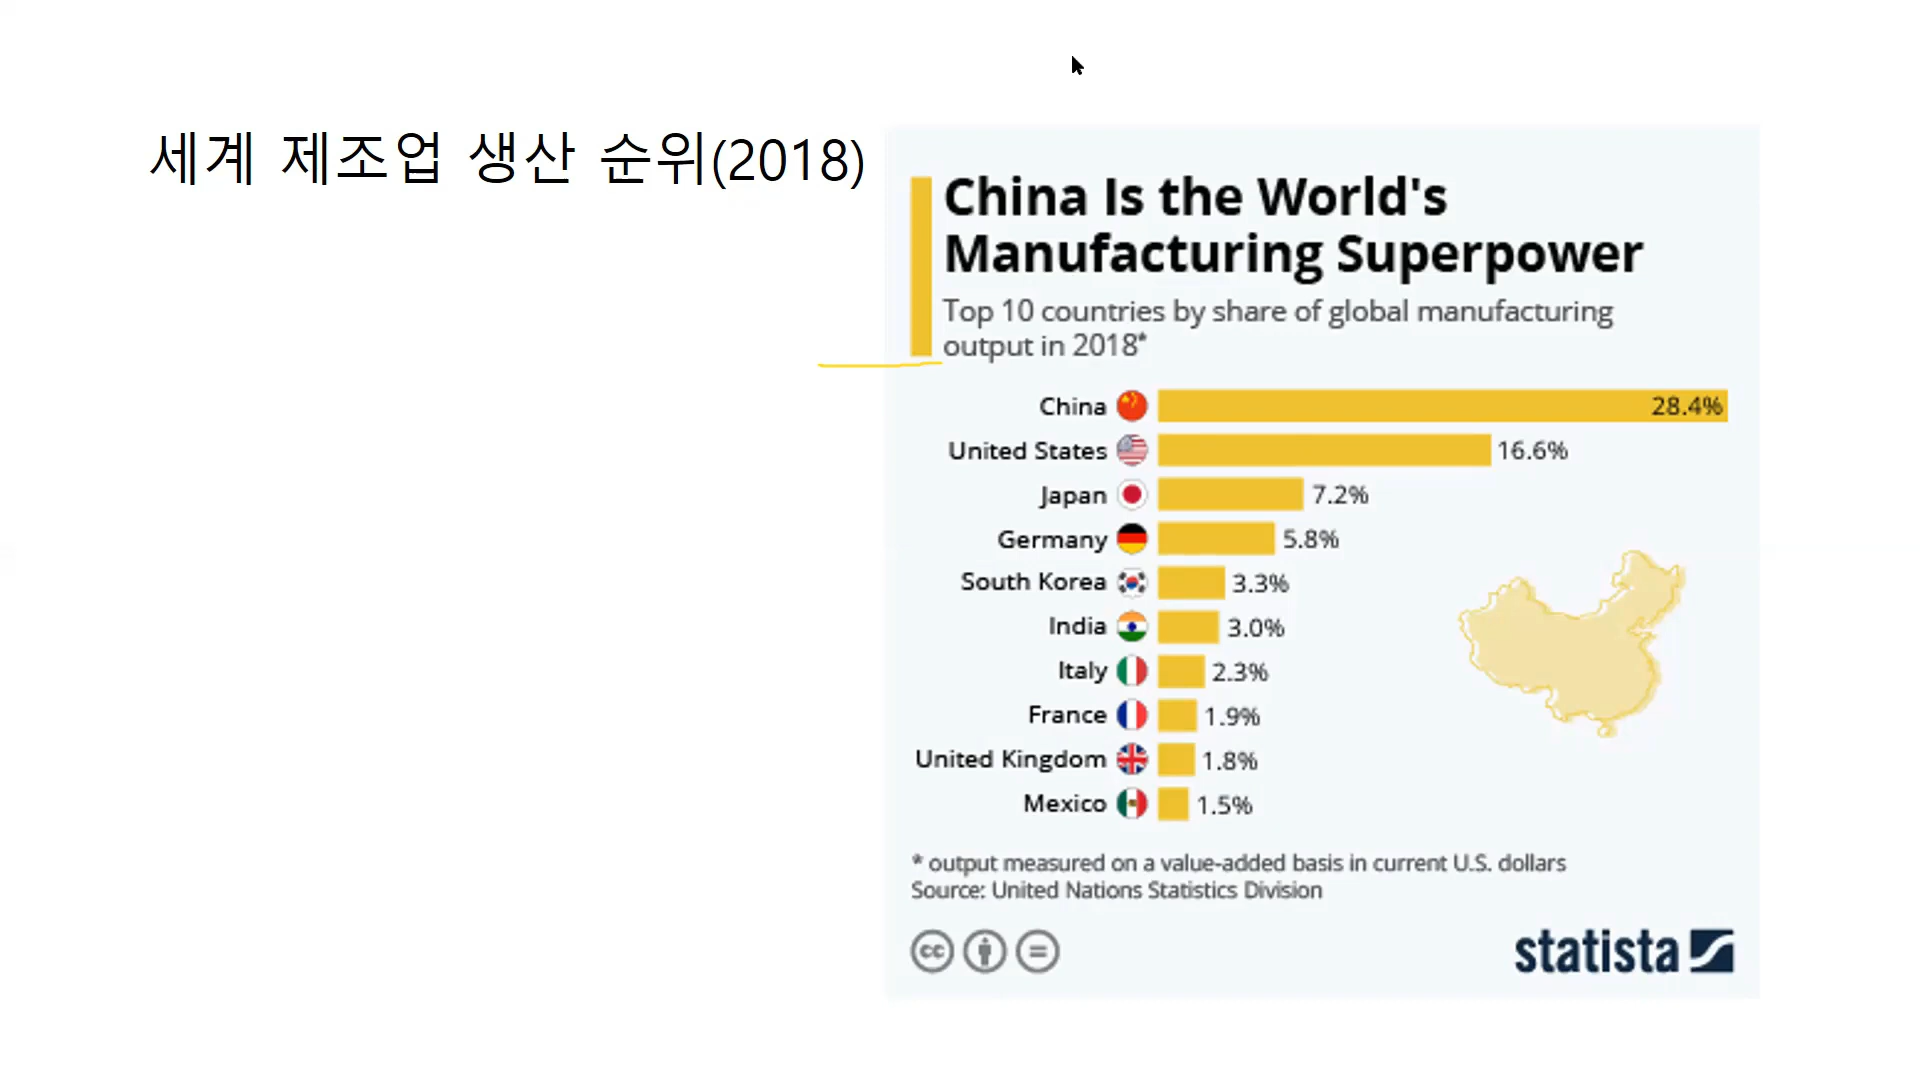 세계 제조업 생산 순위(2018)
China Is the World's
Manufacturing Superpower
Top 10 countries by share of global manufacturing
output in 2018*
China 28.4%
United States 16.6%
Japan 7.2%
Germany 5.8%
South Korea 3.3%
India 3.0%
Italy 2.3%
France 1.9%
United Kingdom 1.8%
Mexico 1.5%
* output measured on a value-added basis in current U.S. dollars
Source: United Nations Statistics Division
cc
statista